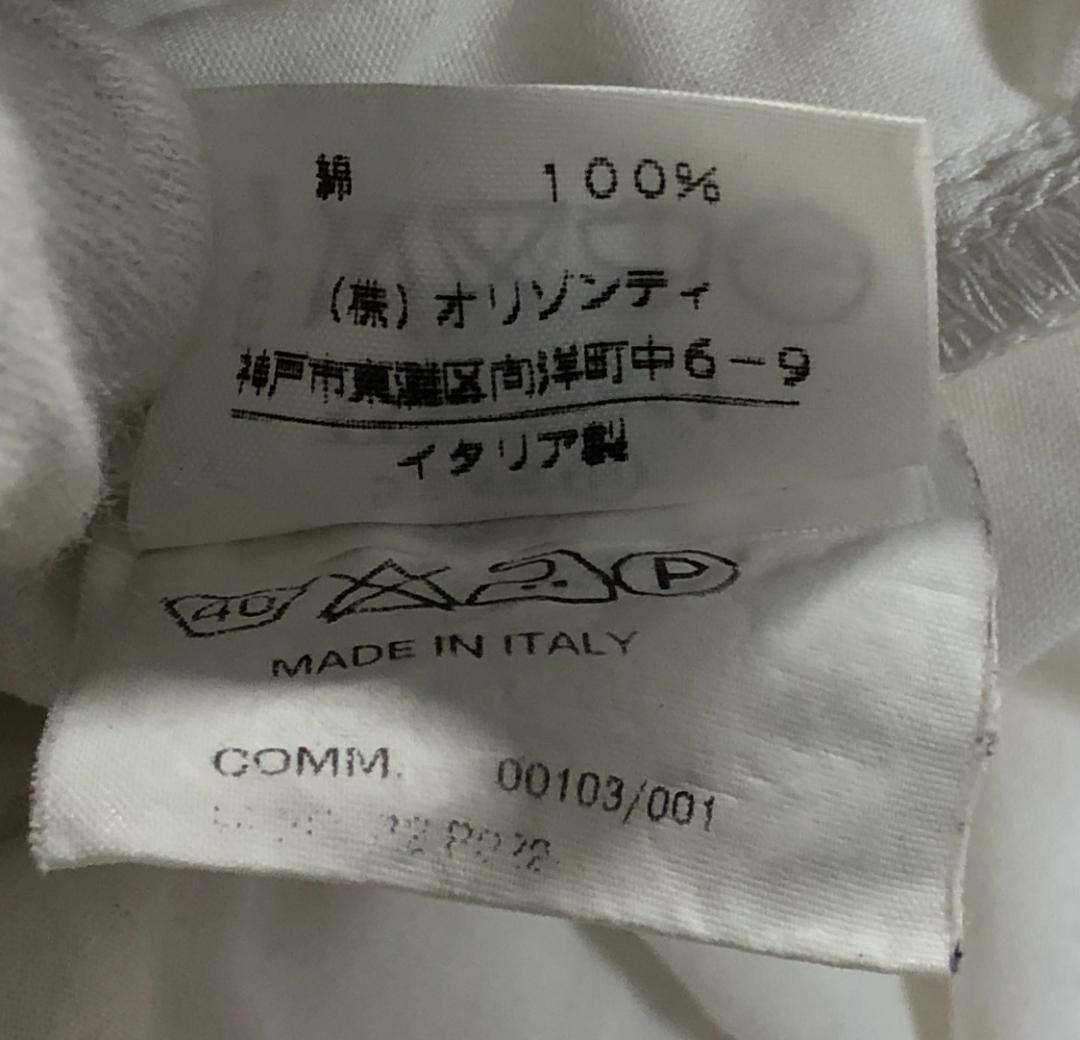 綿 100%
(株)オリゾンティ
神戸市東灘区向洋町中6-9
イタリア製
40 P
MADE IN ITALY
COMM. 00103/001